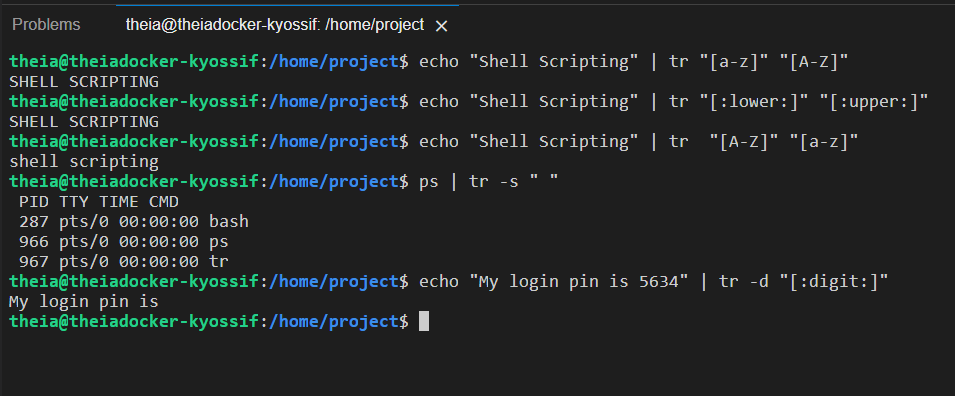 Problems theia@theiadocker-kyossif: /home/project ×
theia@theiadocker-kyossif:/home/project$ echo "Shell Scripting" | tr "[a-z]" "[A-Z]"
SHELL SCRIPTING
theia@theiadocker-kyossif:/home/project$ echo "Shell Scripting" | tr "[:lower:]" "[:upper:]"
SHELL SCRIPTING
theia@theiadocker-kyossif:/home/project$ echo "Shell Scripting" | tr  "[A-Z]" "[a-z]"
shell scripting
theia@theiadocker-kyossif:/home/project$ ps | tr -s " "
 PID TTY TIME CMD
 287 pts/0 00:00:00 bash
 966 pts/0 00:00:00 ps
 967 pts/0 00:00:00 tr
theia@theiadocker-kyossif:/home/project$ echo "My login pin is 5634" | tr -d "[:digit:]"
My login pin is
theia@theiadocker-kyossif:/home/project$